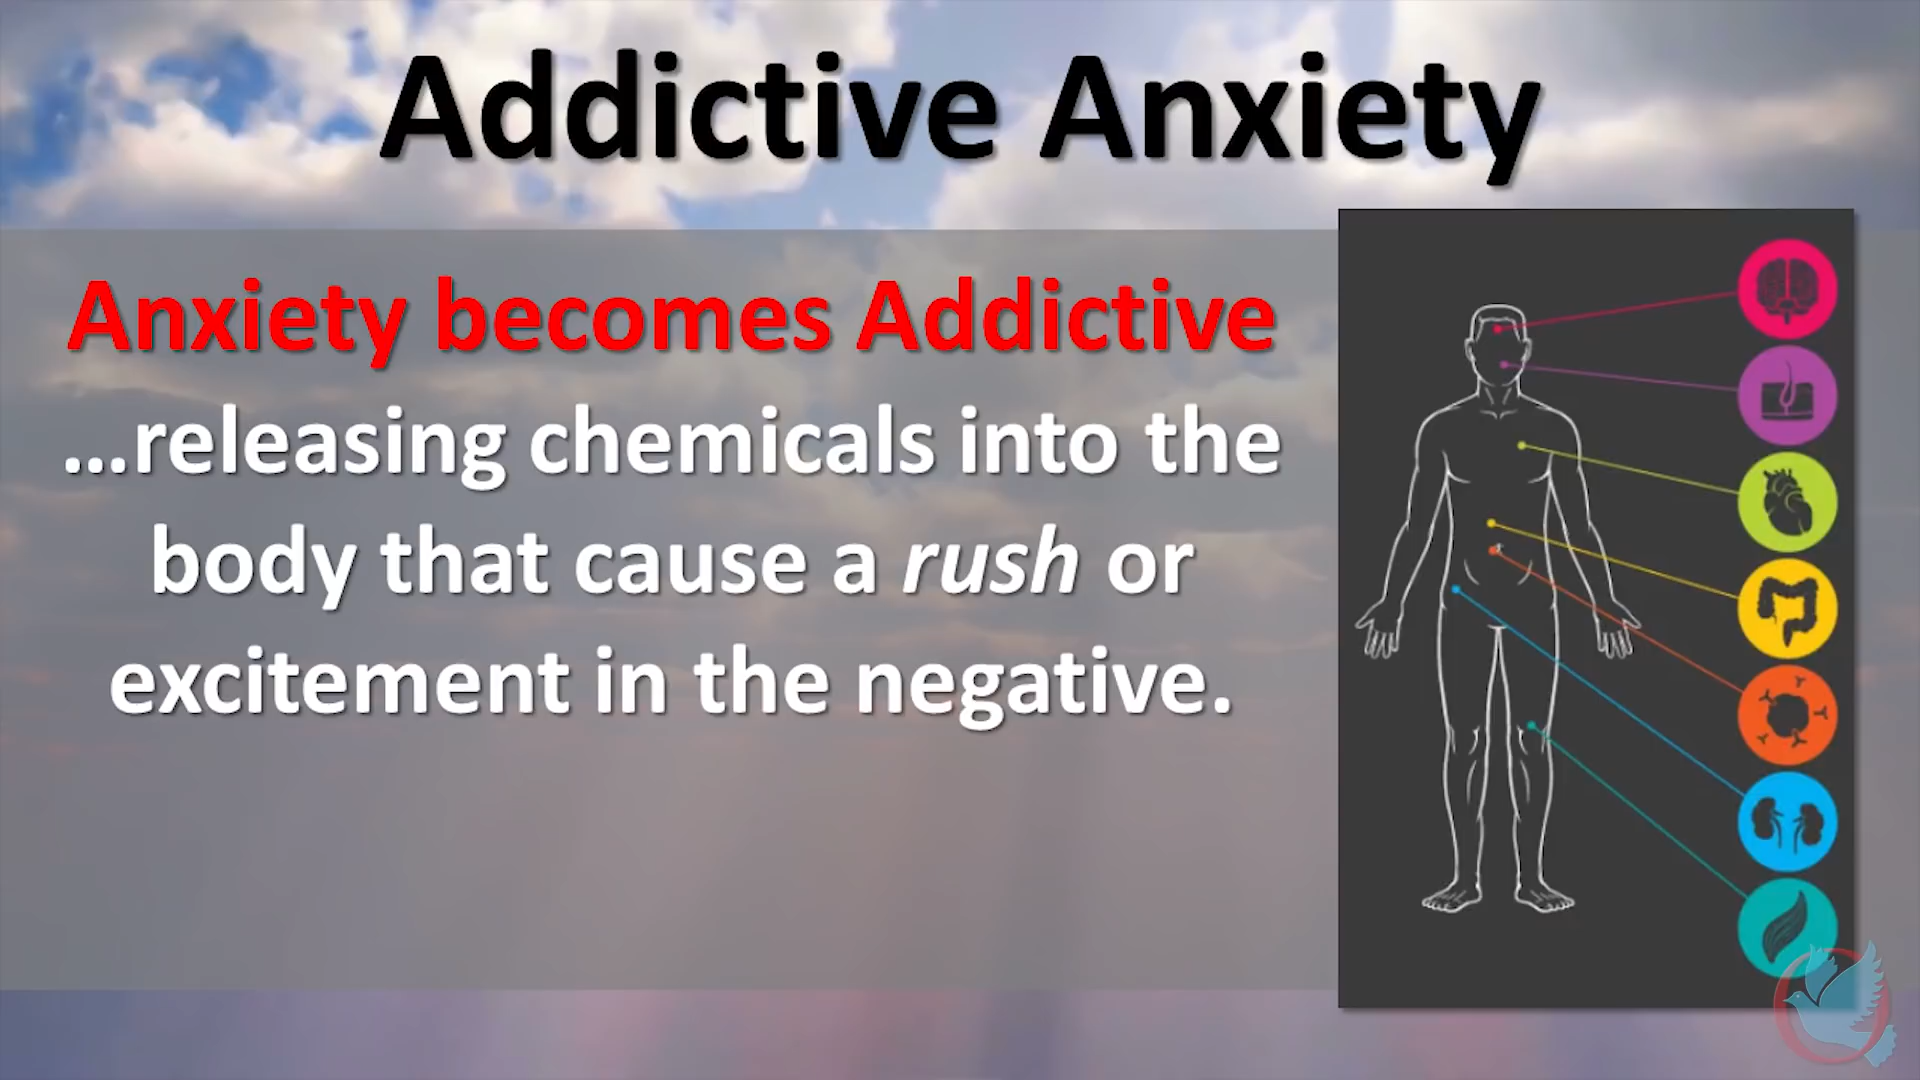 Addictive Anxiety
Anxiety becomes Addictive
...releasing chemicals into the
body that cause a rush or
excitement in the negative.